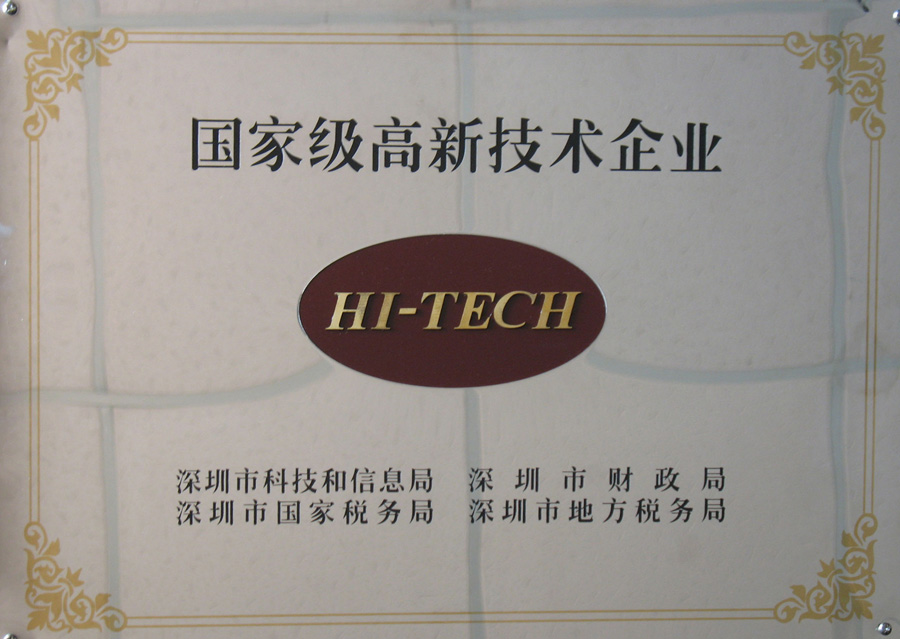 国家级高新技术企业
HI-TECH
深圳市科技和信息局 深圳市财政局
深圳市国家税务局 深圳市地方税务局